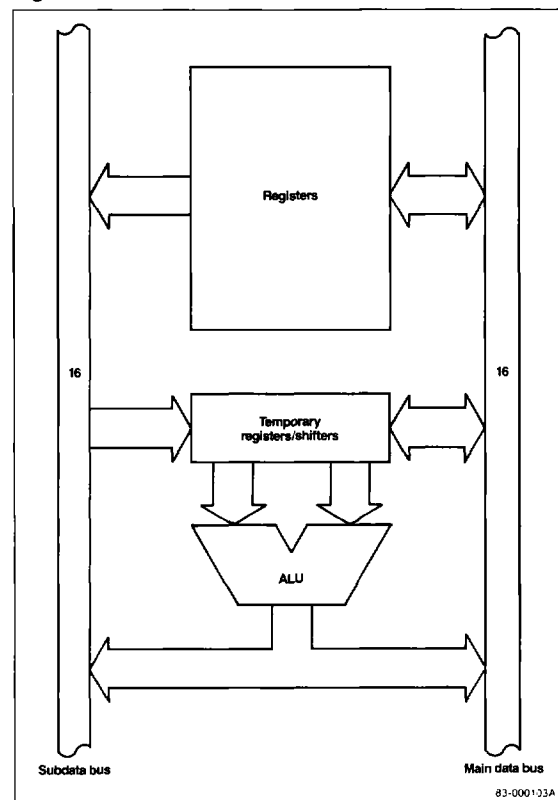 Registers
16
16
Temporary
registers/shifters
ALU
Subdata bus
Main data bus
83-000103A